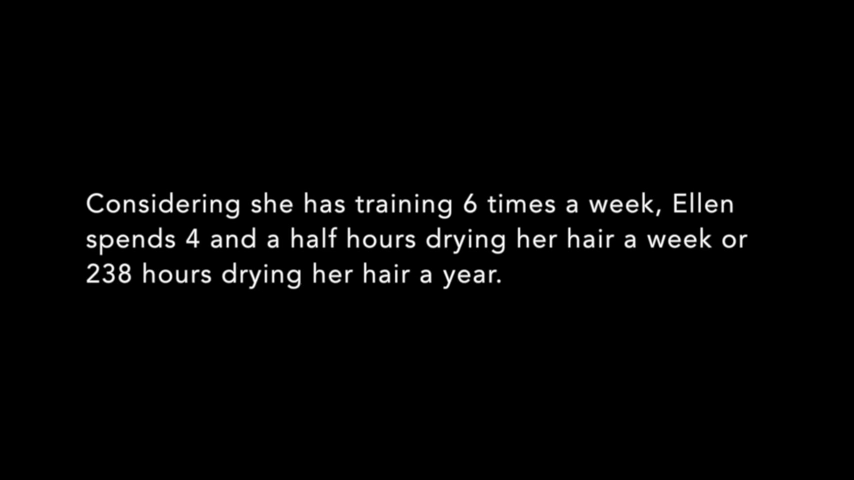 Considering she has training 6 times a week, Ellen
spends 4 and a half hours drying her hair a week or
238 hours drying her hair a year.